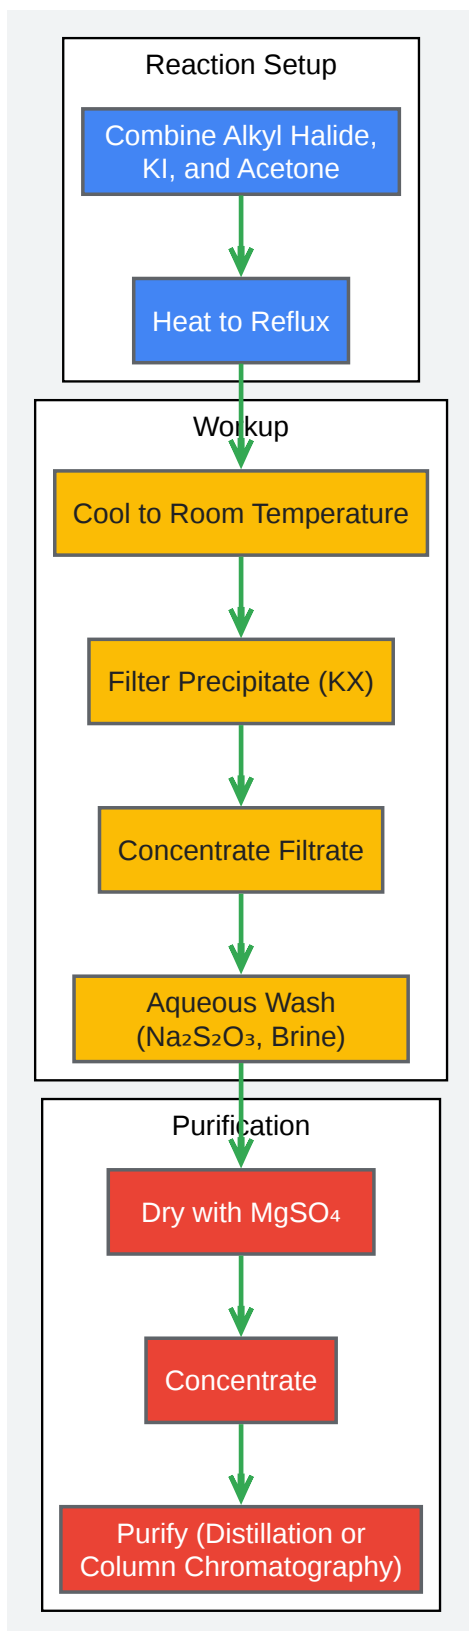 Reaction Setup
Combine Alkyl Halide,
KI, and Acetone
Heat to Reflux
Workup
Cool to Room Temperature
Filter Precipitate (KX)
Concentrate Filtrate
Aqueous Wash
(Na₂S₂O₃, Brine)
Purification
Dry with MgSO₄
Concentrate
Purify (Distillation or
Column Chromatography)